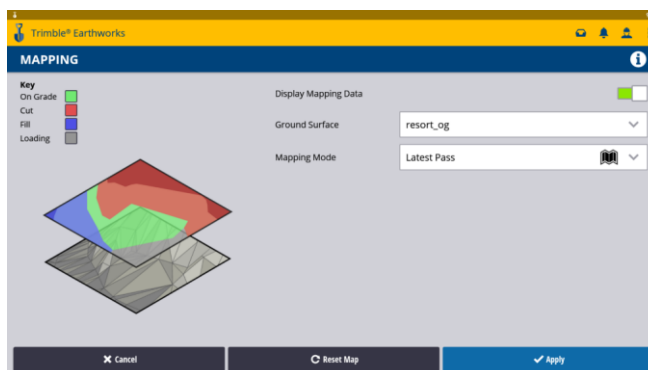 Trimble® Earthworks
MAPPING
Key
On Grade
Cut
Fill
Loading
Display Mapping Data
Ground Surface
resort_og
Mapping Mode
Latest Pass
Cancel
Reset Map
Apply